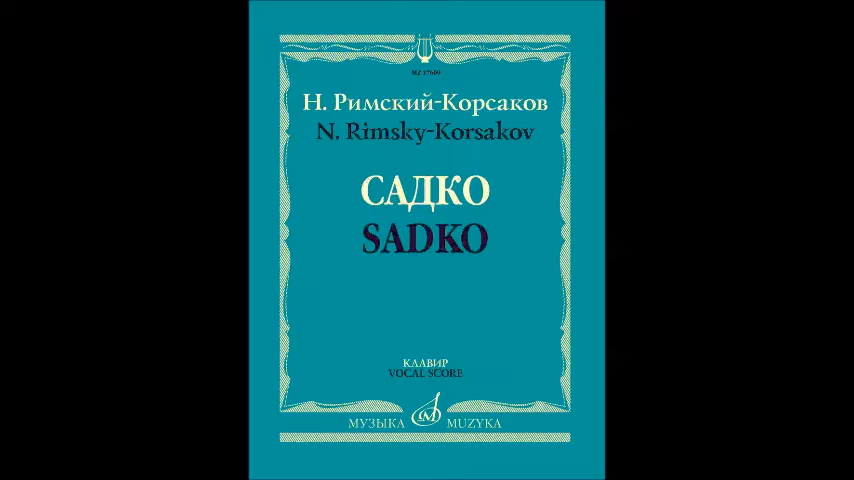 Н. Римский-Корсаков
N. Rimsky-Korsakov
САДКО
SADKO
КЛАВИР
VOCAL SCORE
МУЗЫКА MUZYKA